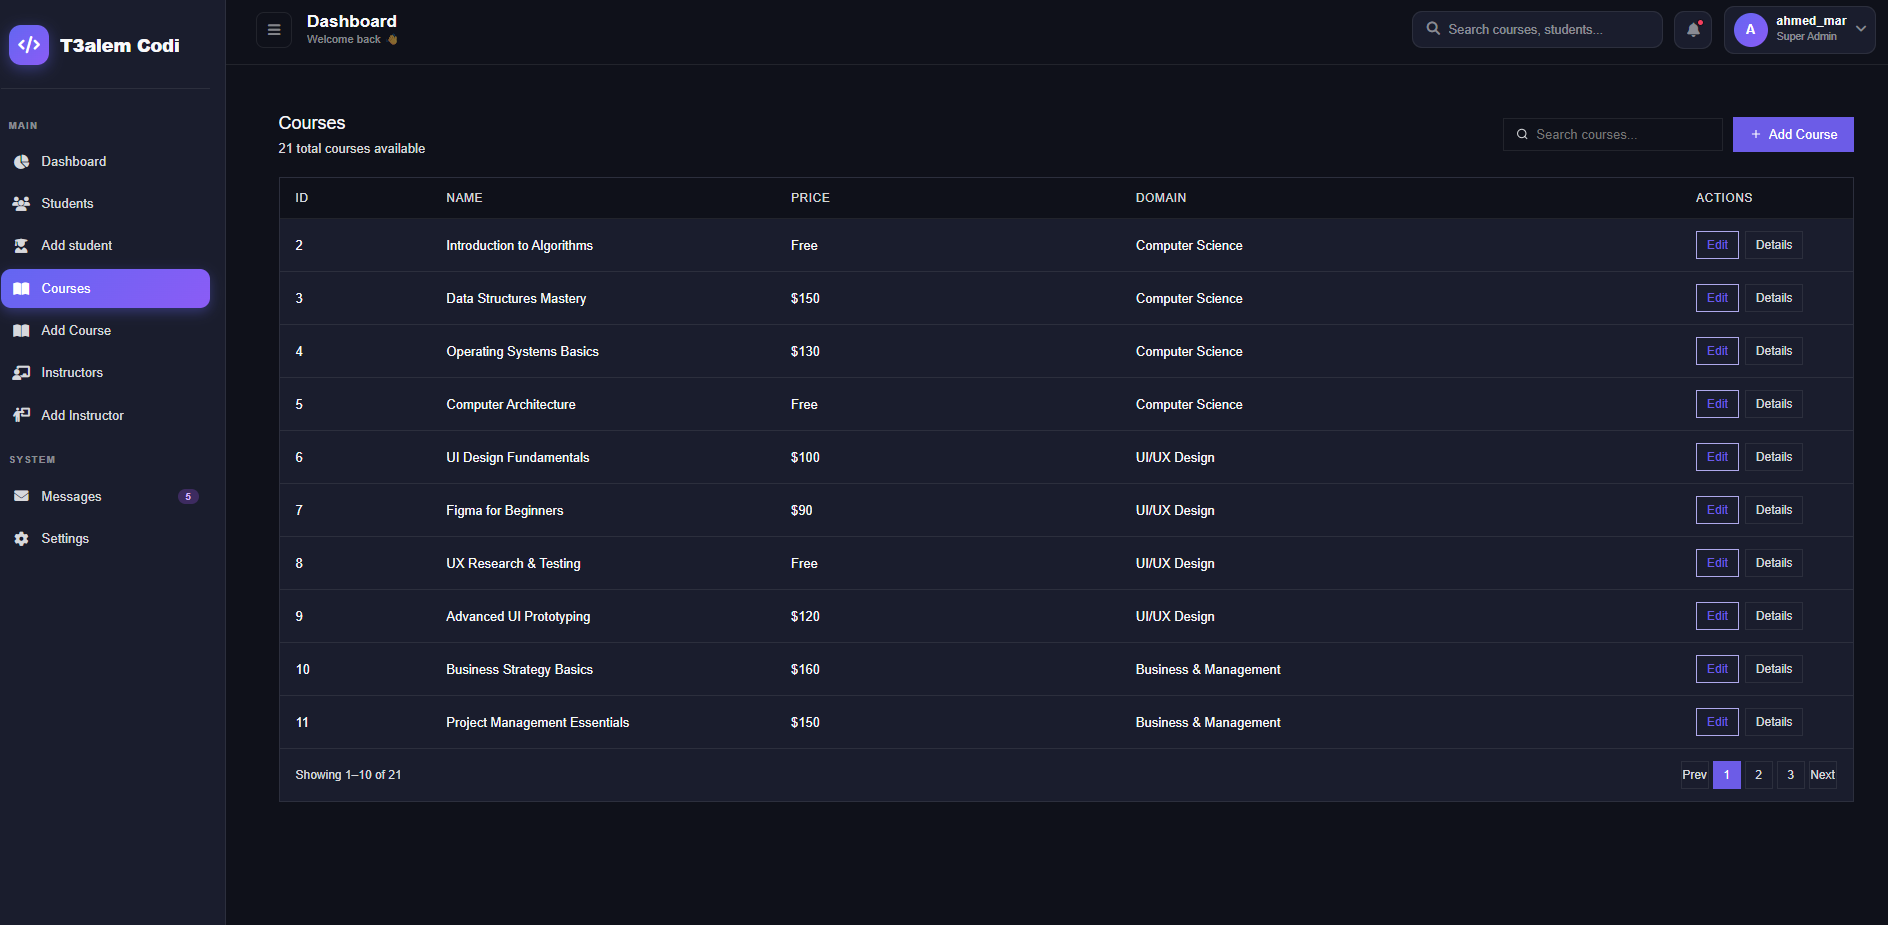 T3alem Codi
MAIN
Dashboard
Students
Add student
Courses
Add Course
Instructors
Add Instructor
SYSTEM
Messages 5
Settings
Dashboard
Welcome back 👋
Search courses, students...
A
ahmed_mar
Super Admin
Courses
21 total courses available
Search courses...
+ Add Course
ID NAME PRICE DOMAIN ACTIONS
2 Introduction to Algorithms Free Computer Science Edit Details
3 Data Structures Mastery $150 Computer Science Edit Details
4 Operating Systems Basics $130 Computer Science Edit Details
5 Computer Architecture Free Computer Science Edit Details
6 UI Design Fundamentals $100 UI/UX Design Edit Details
7 Figma for Beginners $90 UI/UX Design Edit Details
8 UX Research & Testing Free UI/UX Design Edit Details
9 Advanced UI Prototyping $120 UI/UX Design Edit Details
10 Business Strategy Basics $160 Business & Management Edit Details
11 Project Management Essentials $150 Business & Management Edit Details
Showing 1–10 of 21 Prev 1 2 3 Next